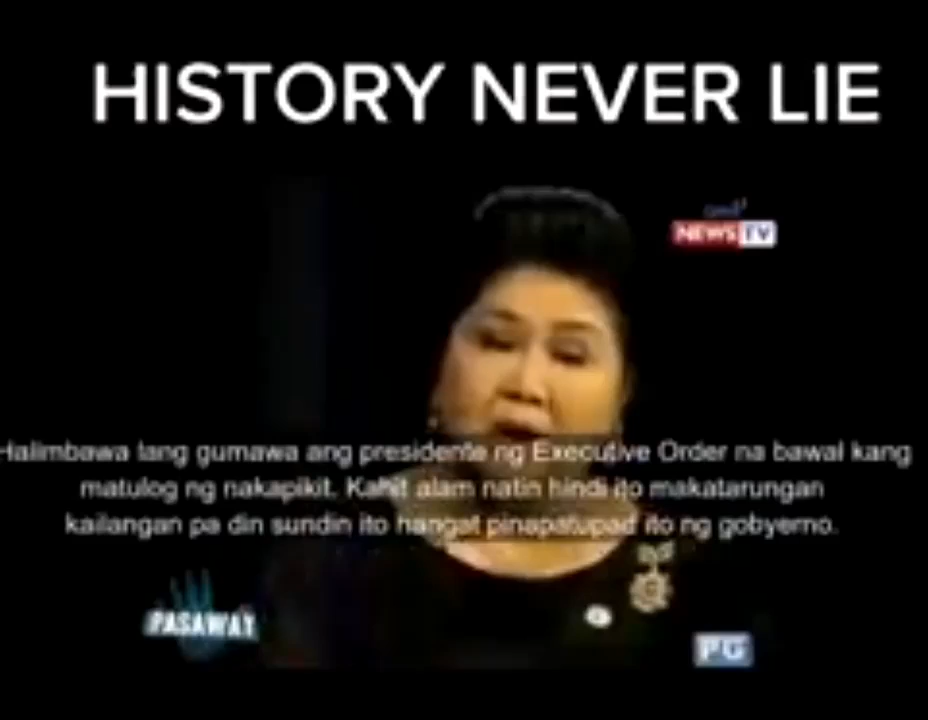 HISTORY NEVER LIE
NEWS TV
Halimbawa lang gumawa ang presidente ng Executive Order na bawal kang
matulog ng nakapikit. Kahit alam natin hindi ito makatarungan
kailangan pa din sundin ito hangat pinapatupad ito ng gobyerno.
PASAWAY
PG